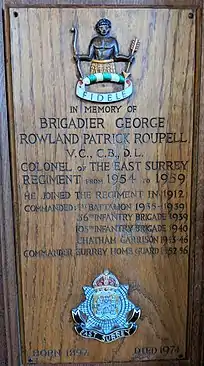 FIDELE
IN MEMORY OF
BRIGADIER GEORGE
ROWLAND PATRICK ROUPELL
V.C., C.B., D.L.
COLONEL OF THE EAST SURREY
REGIMENT FROM 1954 TO 1959
HE JOINED THE REGIMENT IN 1912
COMMANDED: 1ST BATTALION 1935-1939
36TH INFANTRY BRIGADE 1939
105TH INFANTRY BRIGADE 1940
CHATHAM GARRISON 1943-46
COMMANDER SURREY HOME GUARD 1952-56
EAST SURREY
BORN 1892 DIED 1974